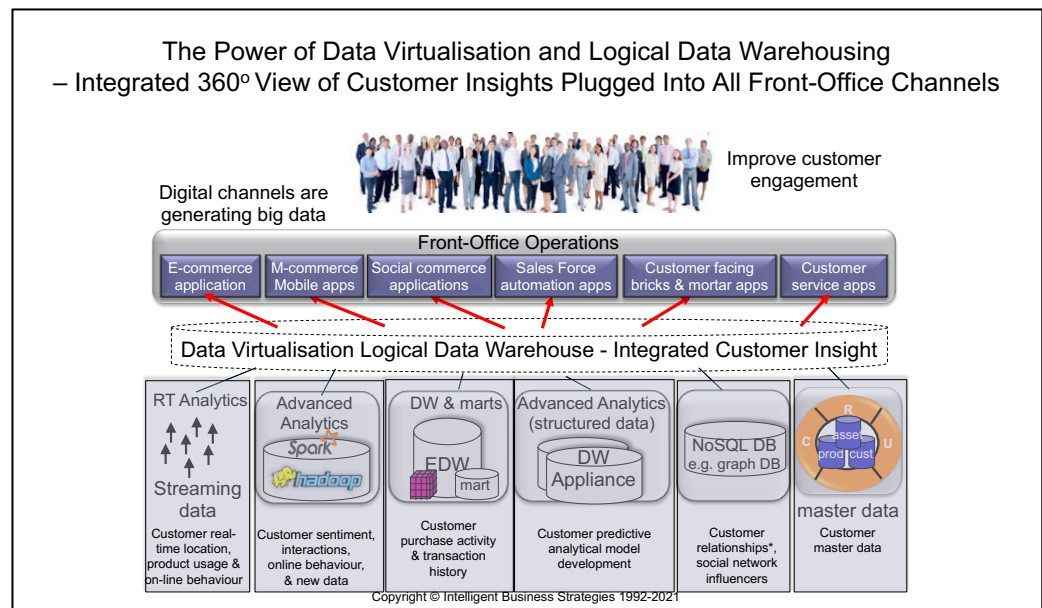 The Power of Data Virtualisation and Logical Data Warehousing
– Integrated 360º View of Customer Insights Plugged Into All Front-Office Channels
Improve customer
engagement
Digital channels are
generating big data
Front-Office Operations
E-commerce
application
M-commerce
Mobile apps
Social commerce
applications
Sales Force
automation apps
Customer facing
bricks & mortar apps
Customer
service apps
Data Virtualisation Logical Data Warehouse - Integrated Customer Insight
RT Analytics
Streaming
data
Customer real-
time location,
product usage &
on-line behaviour
Advanced
Analytics
Spark
hadoop
Customer sentiment,
interactions,
online behaviour,
& new data
DW & marts
EDW
mart
Customer
purchase activity
& transaction
history
Advanced Analytics
(structured data)
DW
Appliance
Customer predictive
analytical model
development
NoSQL DB
e.g. graph DB
Customer
relationships*,
social network
influencers
C
R
U
asset
prod
cust
master data
Customer
master data
Copyright © Intelligent Business Strategies 1992-2021